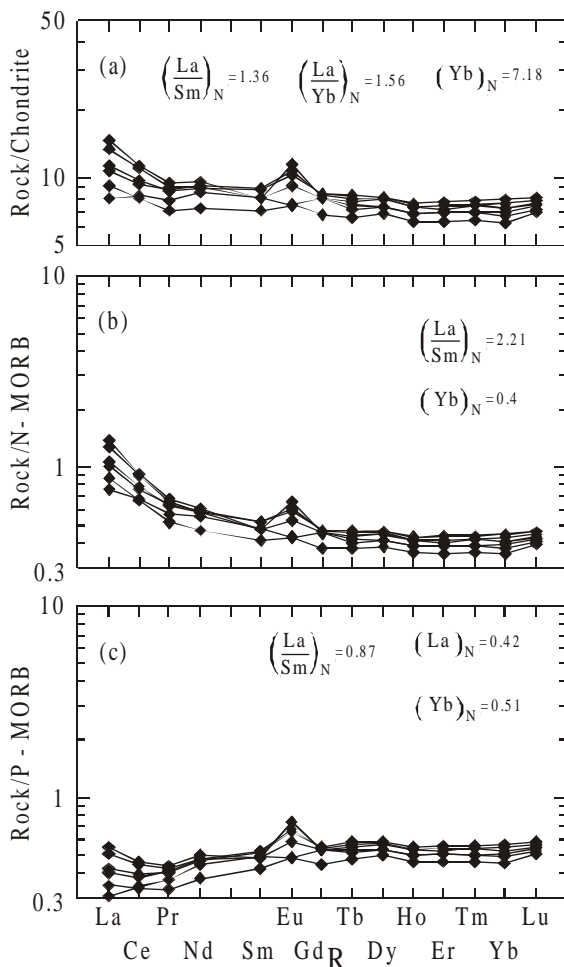 50
(a)
(La/Sm)N=1.36 (La/Yb)N=1.56 (Yb)N=7.18
Rock/Chondrite
10
5
10
(b)
(La/Sm)N=2.21
(Yb)N=0.4
Rock/N- MORB
1
0.3
10
(c)
(La/Sm)N=0.87 (La)N=0.42
(Yb)N=0.51
Rock/P - MORB
1
0.3
La Pr Eu Tb Ho Tm Lu
Ce Nd Sm Gd R Dy Er Yb